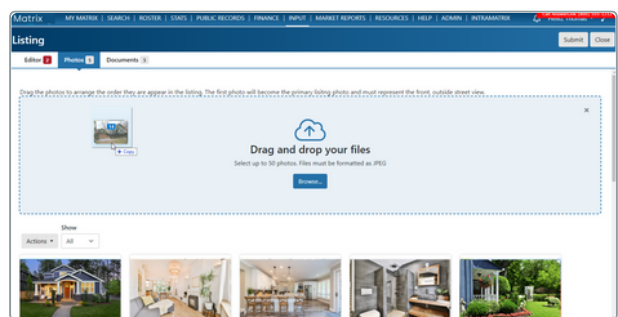 Matrix
MY MATRIX | SEARCH | ROSTER | STATS | PUBLIC RECORDS | FINANCE | INPUT | MARKET REPORTS | RESOURCES | HELP | ADMIN | INTRAMATRIX
Listing
Submit Close
Editor 2 Photos Documents
Drag the photos to arrange the order they are appear in the listing. The first photo will become the primary lisitng photo and must represent the front, outside street view.
+ Copy
Drag and drop your files
Select up to 50 photos. Files must be formatted as JPEG
Browse...
Show
Actions All